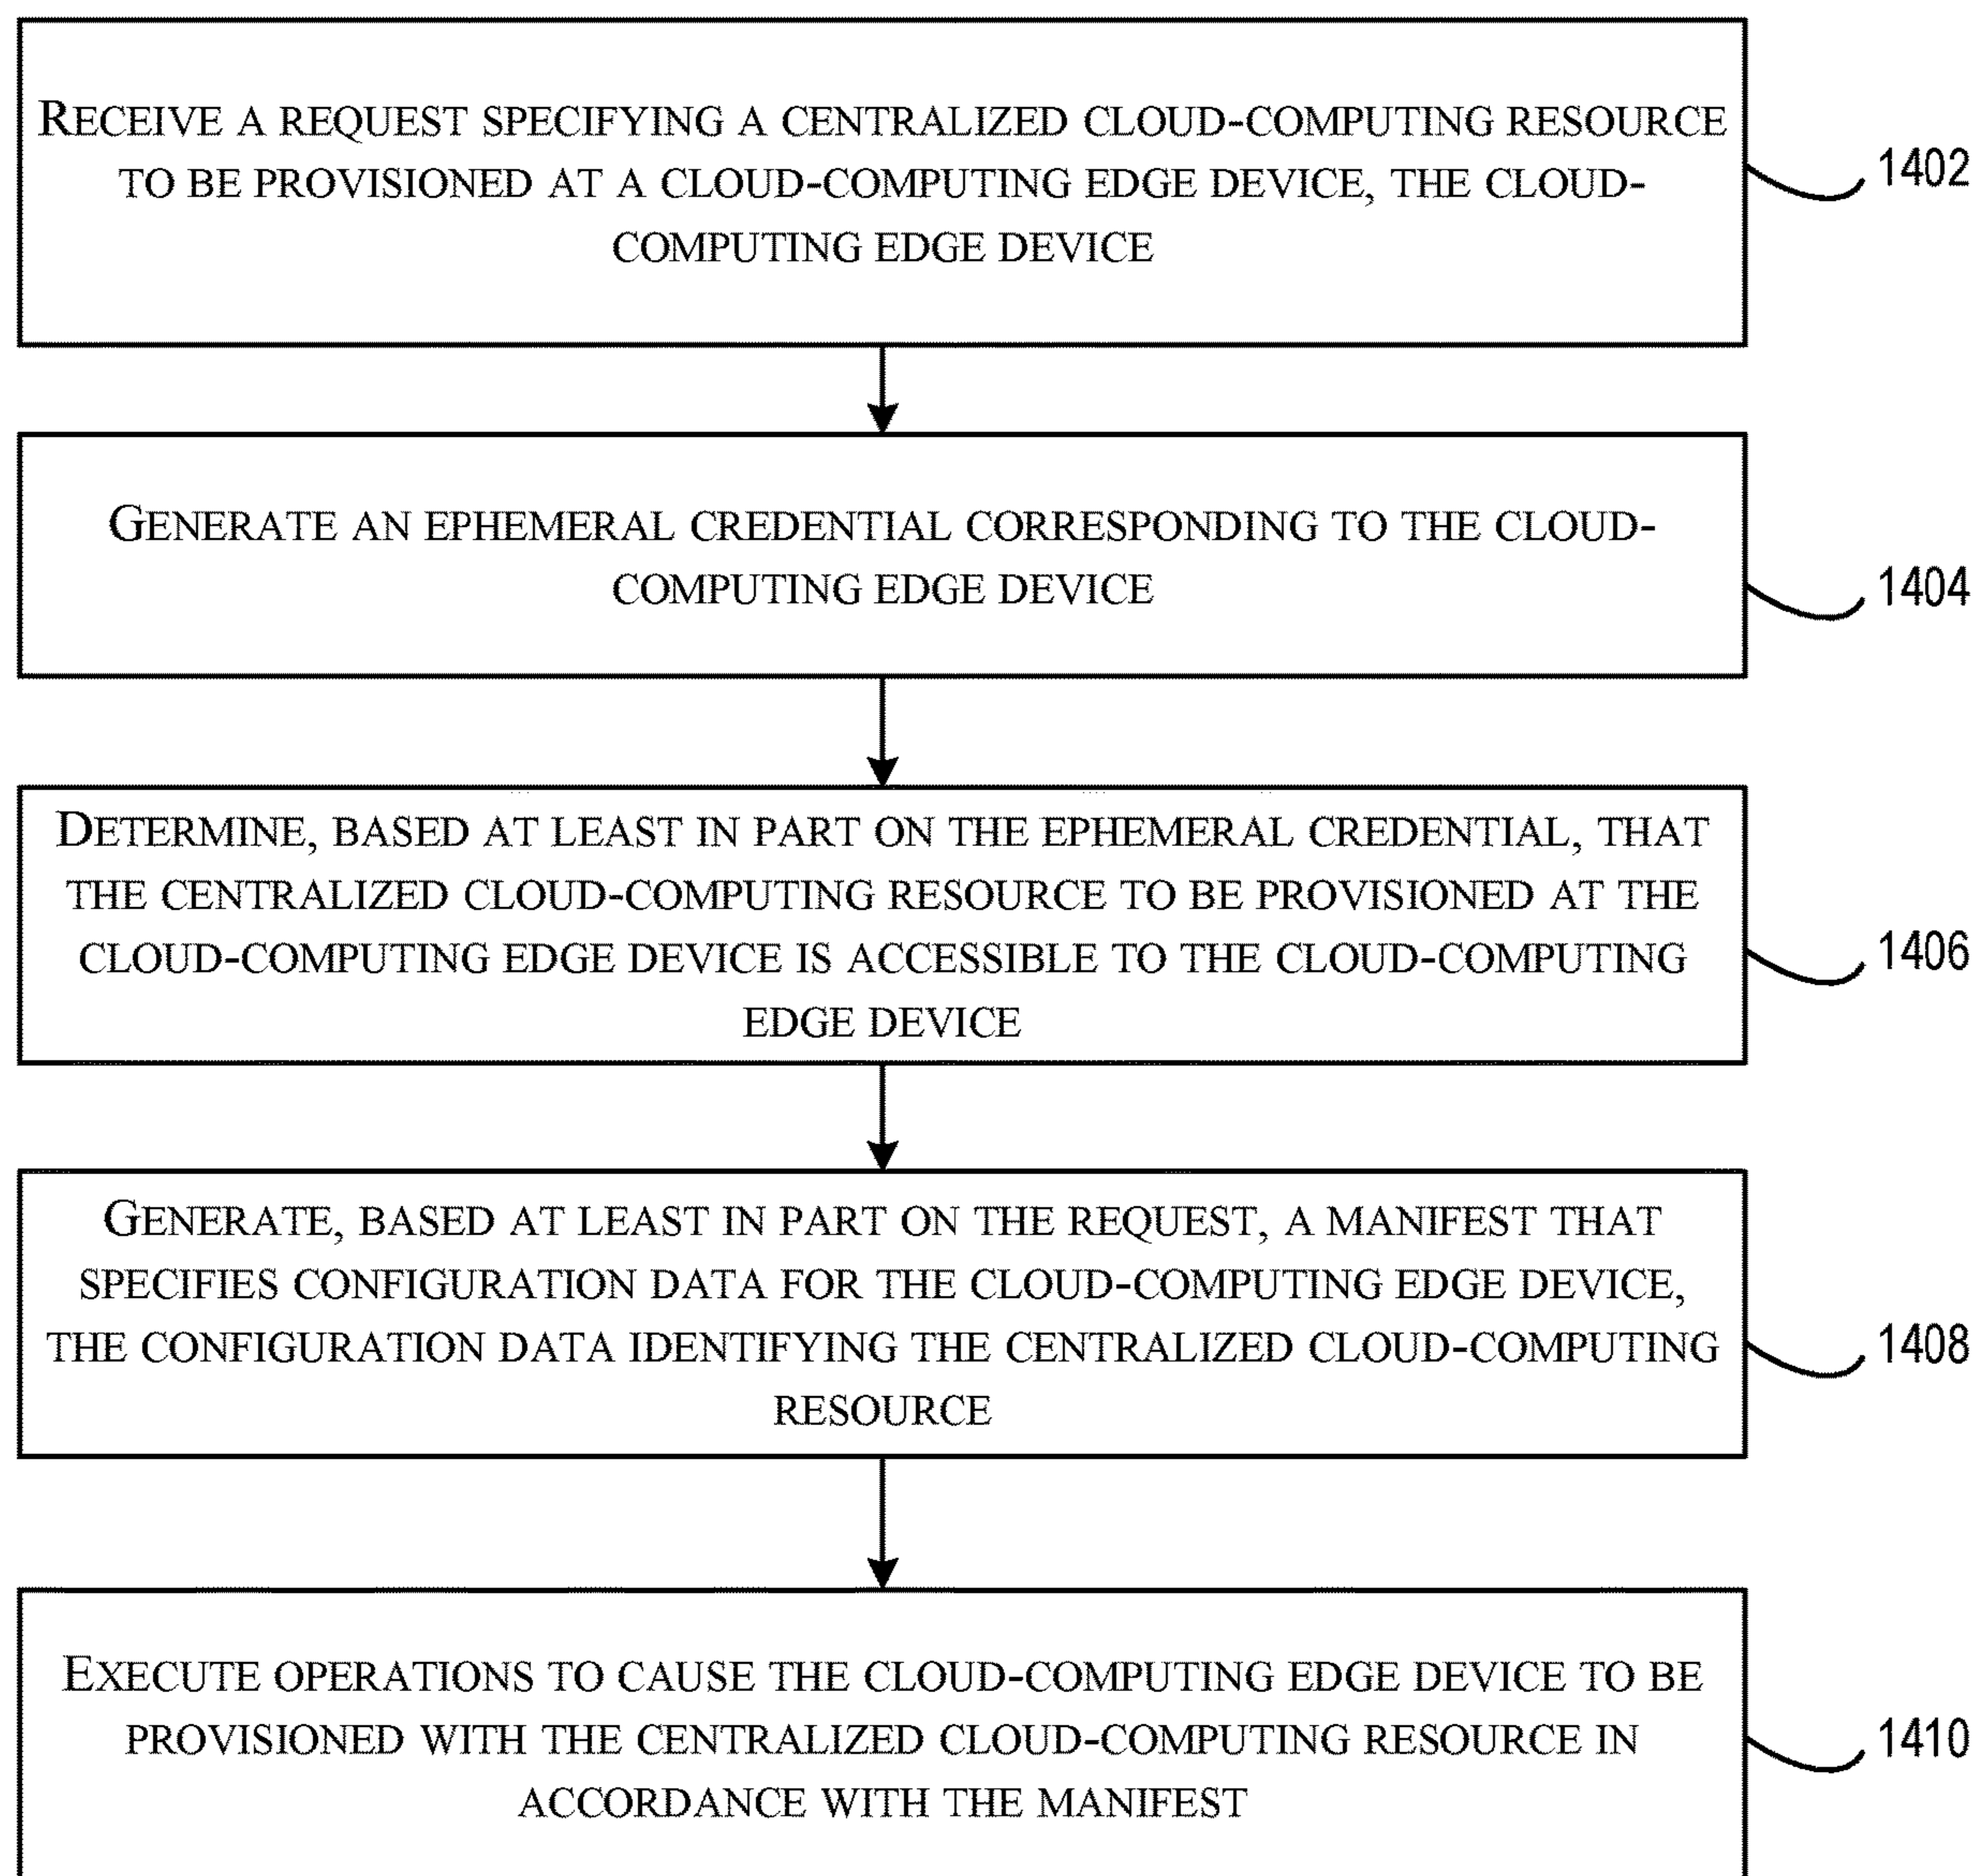 RECEIVE A REQUEST SPECIFYING A CENTRALIZED CLOUD-COMPUTING RESOURCE
TO BE PROVISIONED AT A CLOUD-COMPUTING EDGE DEVICE, THE CLOUD-
COMPUTING EDGE DEVICE
1402
GENERATE AN EPHEMERAL CREDENTIAL CORRESPONDING TO THE CLOUD-
COMPUTING EDGE DEVICE
1404
DETERMINE, BASED AT LEAST IN PART ON THE EPHEMERAL CREDENTIAL, THAT
THE CENTRALIZED CLOUD-COMPUTING RESOURCE TO BE PROVISIONED AT THE
CLOUD-COMPUTING EDGE DEVICE IS ACCESSIBLE TO THE CLOUD-COMPUTING
EDGE DEVICE
1406
GENERATE, BASED AT LEAST IN PART ON THE REQUEST, A MANIFEST THAT
SPECIFIES CONFIGURATION DATA FOR THE CLOUD-COMPUTING EDGE DEVICE,
THE CONFIGURATION DATA IDENTIFYING THE CENTRALIZED CLOUD-COMPUTING
RESOURCE
1408
EXECUTE OPERATIONS TO CAUSE THE CLOUD-COMPUTING EDGE DEVICE TO BE
PROVISIONED WITH THE CENTRALIZED CLOUD-COMPUTING RESOURCE IN
ACCORDANCE WITH THE MANIFEST
1410